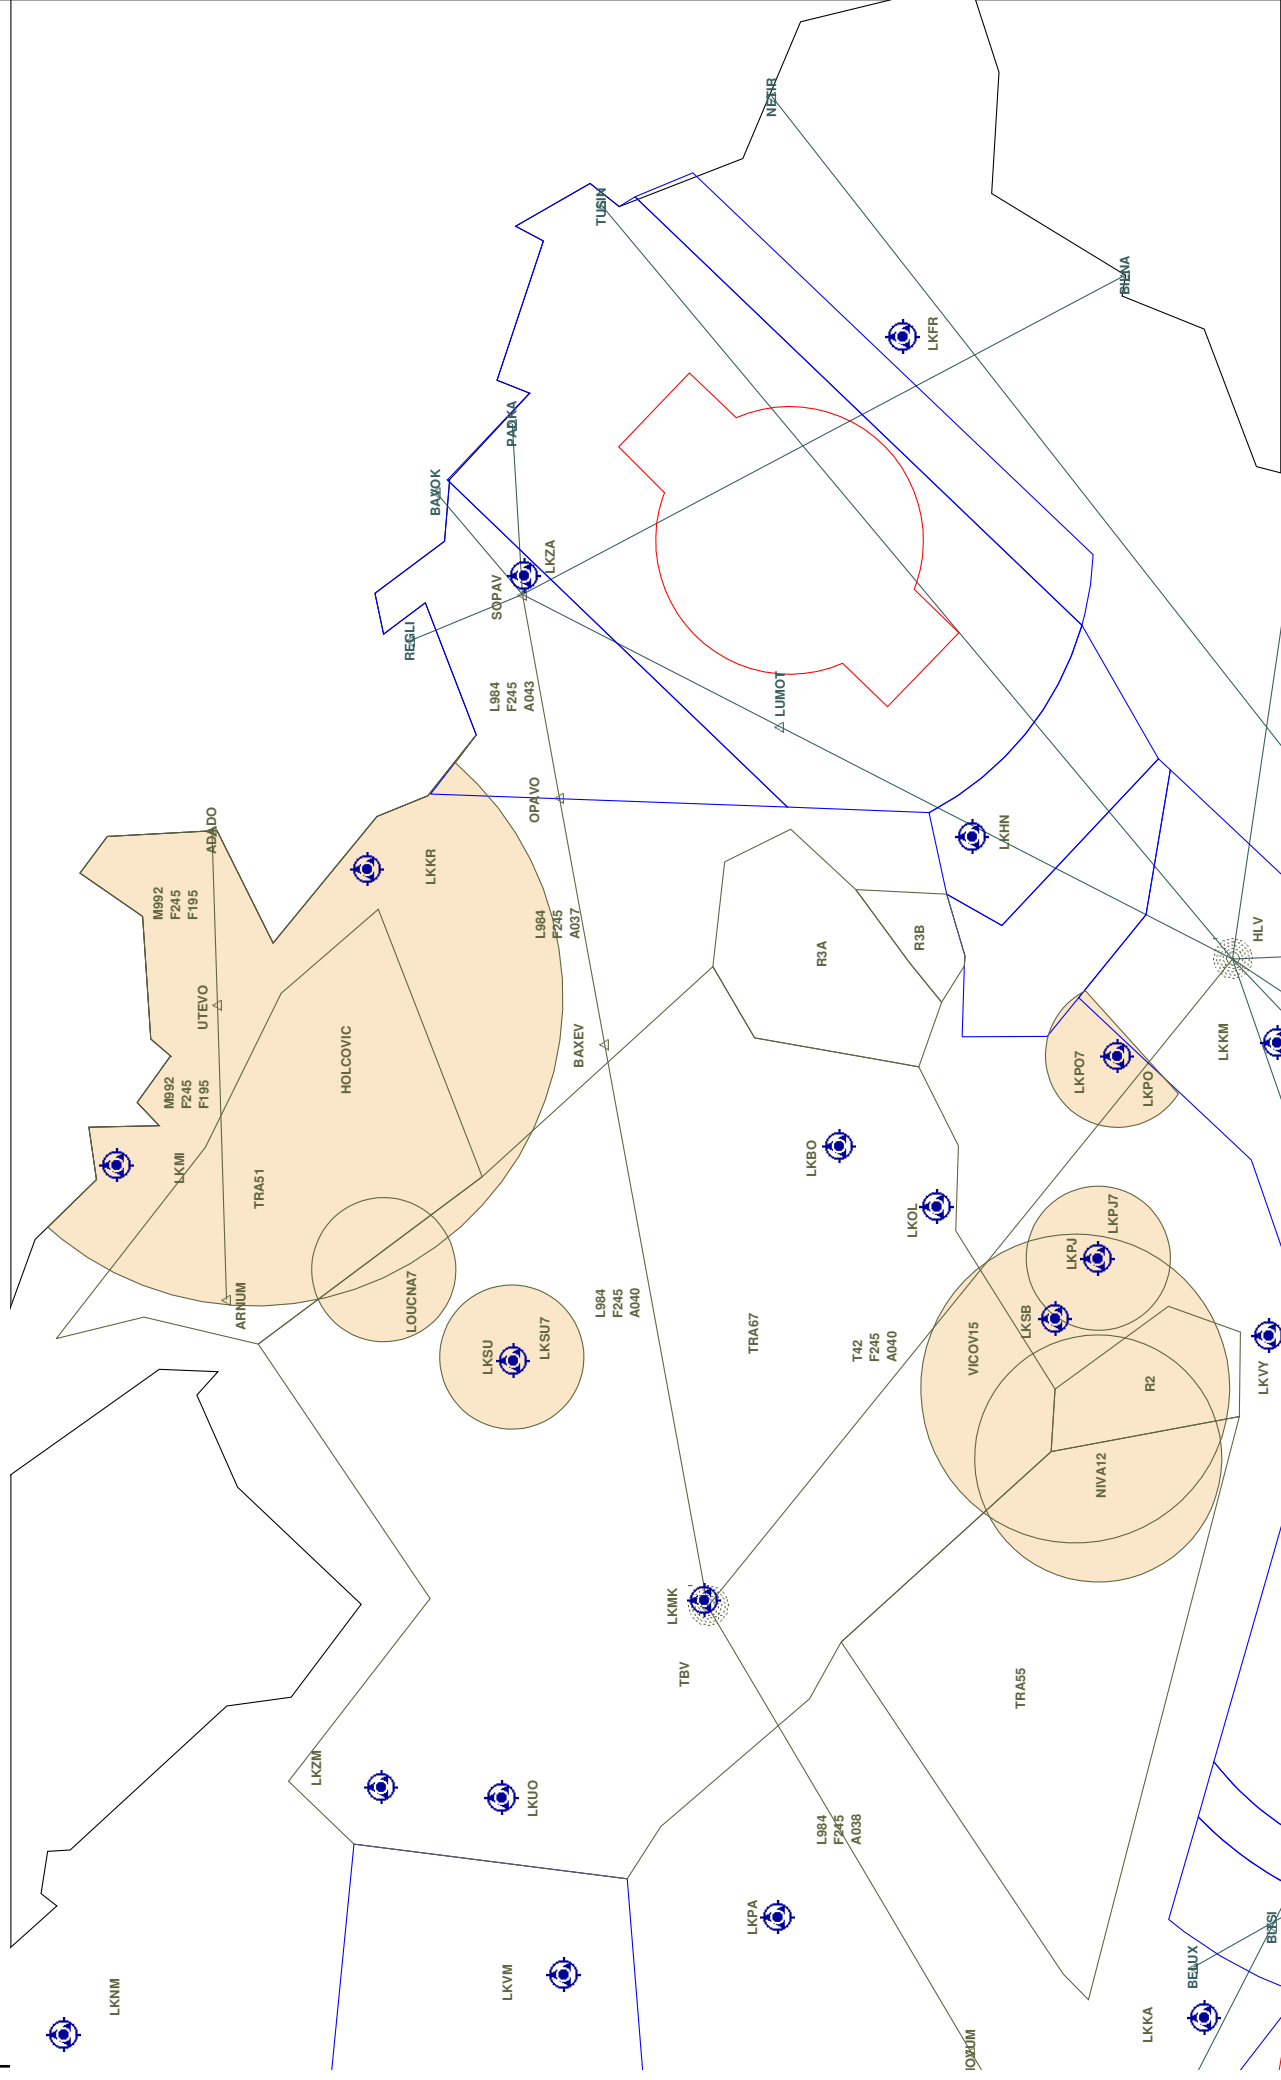 NETIR
TUSIN
BILNA
LKFR
PADKA
BAVOK
LKZA
SOPAV
REGLI
L984
F245
A043
LUMOT
OPAVO
ADADO
LKKR
LKHN
M992
F245
F195
L984
F245
A037
R3A
R3B
HLV
UTEVO
BAXEV
HOLCOVIC
LKKM
LKPO7
LKPO
M992
F245
F195
LKMI
TRA51
LKBO
LKOL
LKPJ7
LKPJ
ARNUM
LOUCNA7
L984
F245
A040
LKSU
LKSU7
TRA67
T42
F245
A040
VICOV15
LKSB
R2
LKVY
NIVA12
LKMK
TBV
TRA55
LKZM
LKUO
L984
F245
A038
LKPA
LKNM
LKVM
BELUX
LKKA